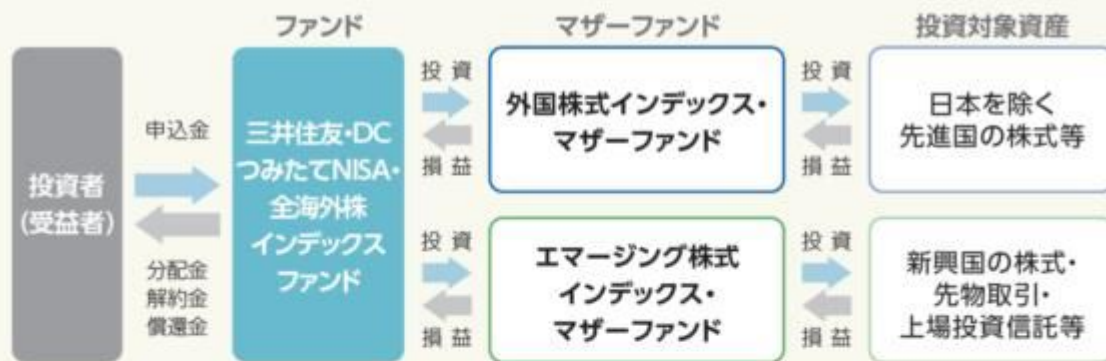 ファンド
マザーファンド
投資対象資産
投資者
(受益者)
申込金
分配金
解約金
償還金
三井住友・DC
つみたてNISA・
全海外株
インデックス
ファンド
投資
損益
外国株式インデックス・
マザーファンド
投資
損益
日本を除く
先進国の株式等
投資
損益
エマージング株式
インデックス・
マザーファンド
投資
損益
新興国の株式・
先物取引・
上場投資信託等